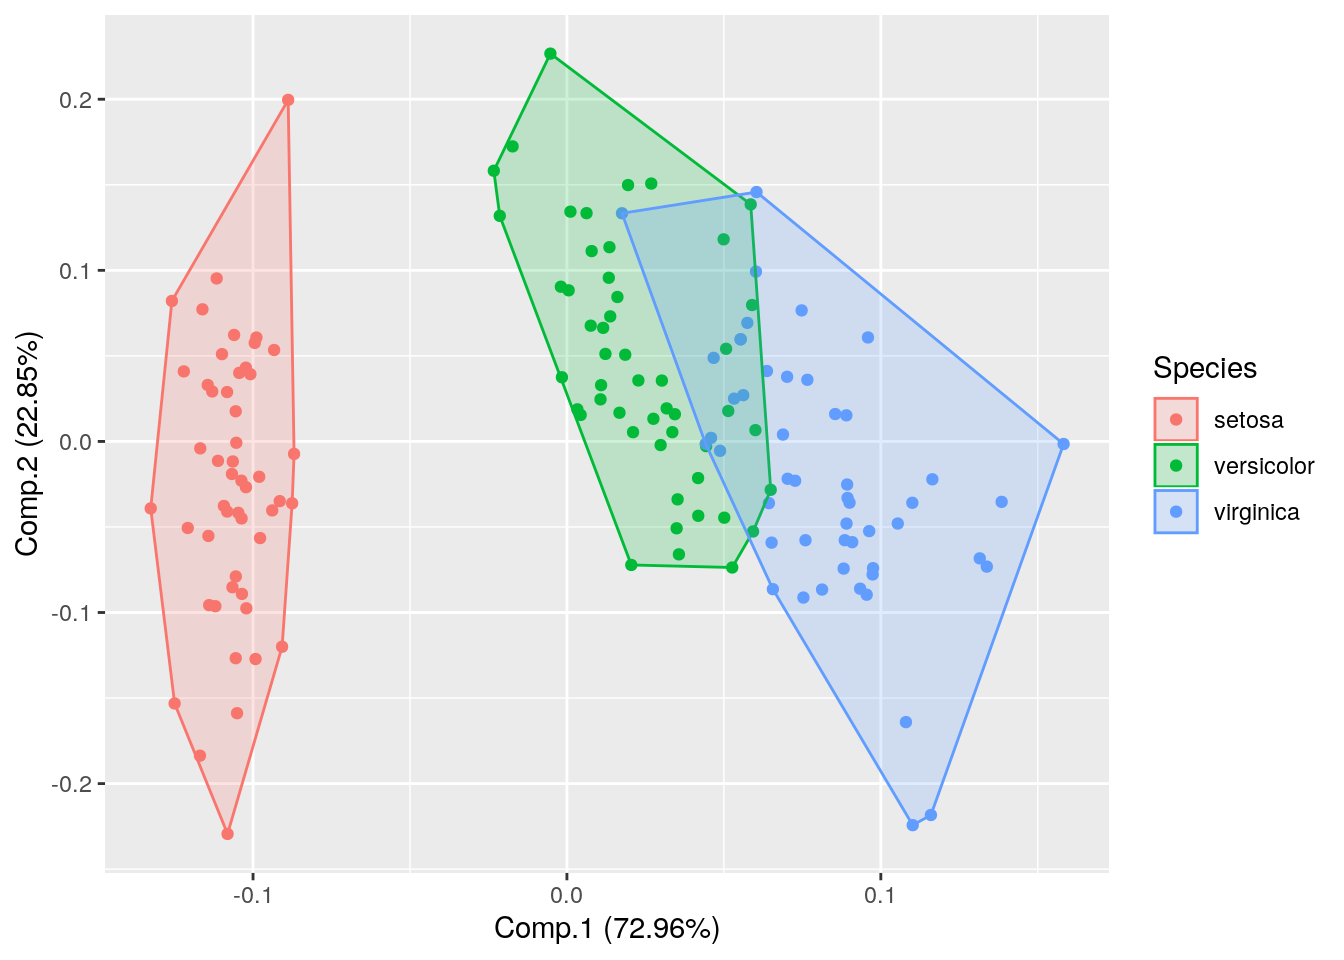 0.2
0.1
0.0
-0.1
-0.2
Comp.2 (22.85%)
-0.1
0.0
0.1
Comp.1 (72.96%)
Species
setosa
versicolor
virginica